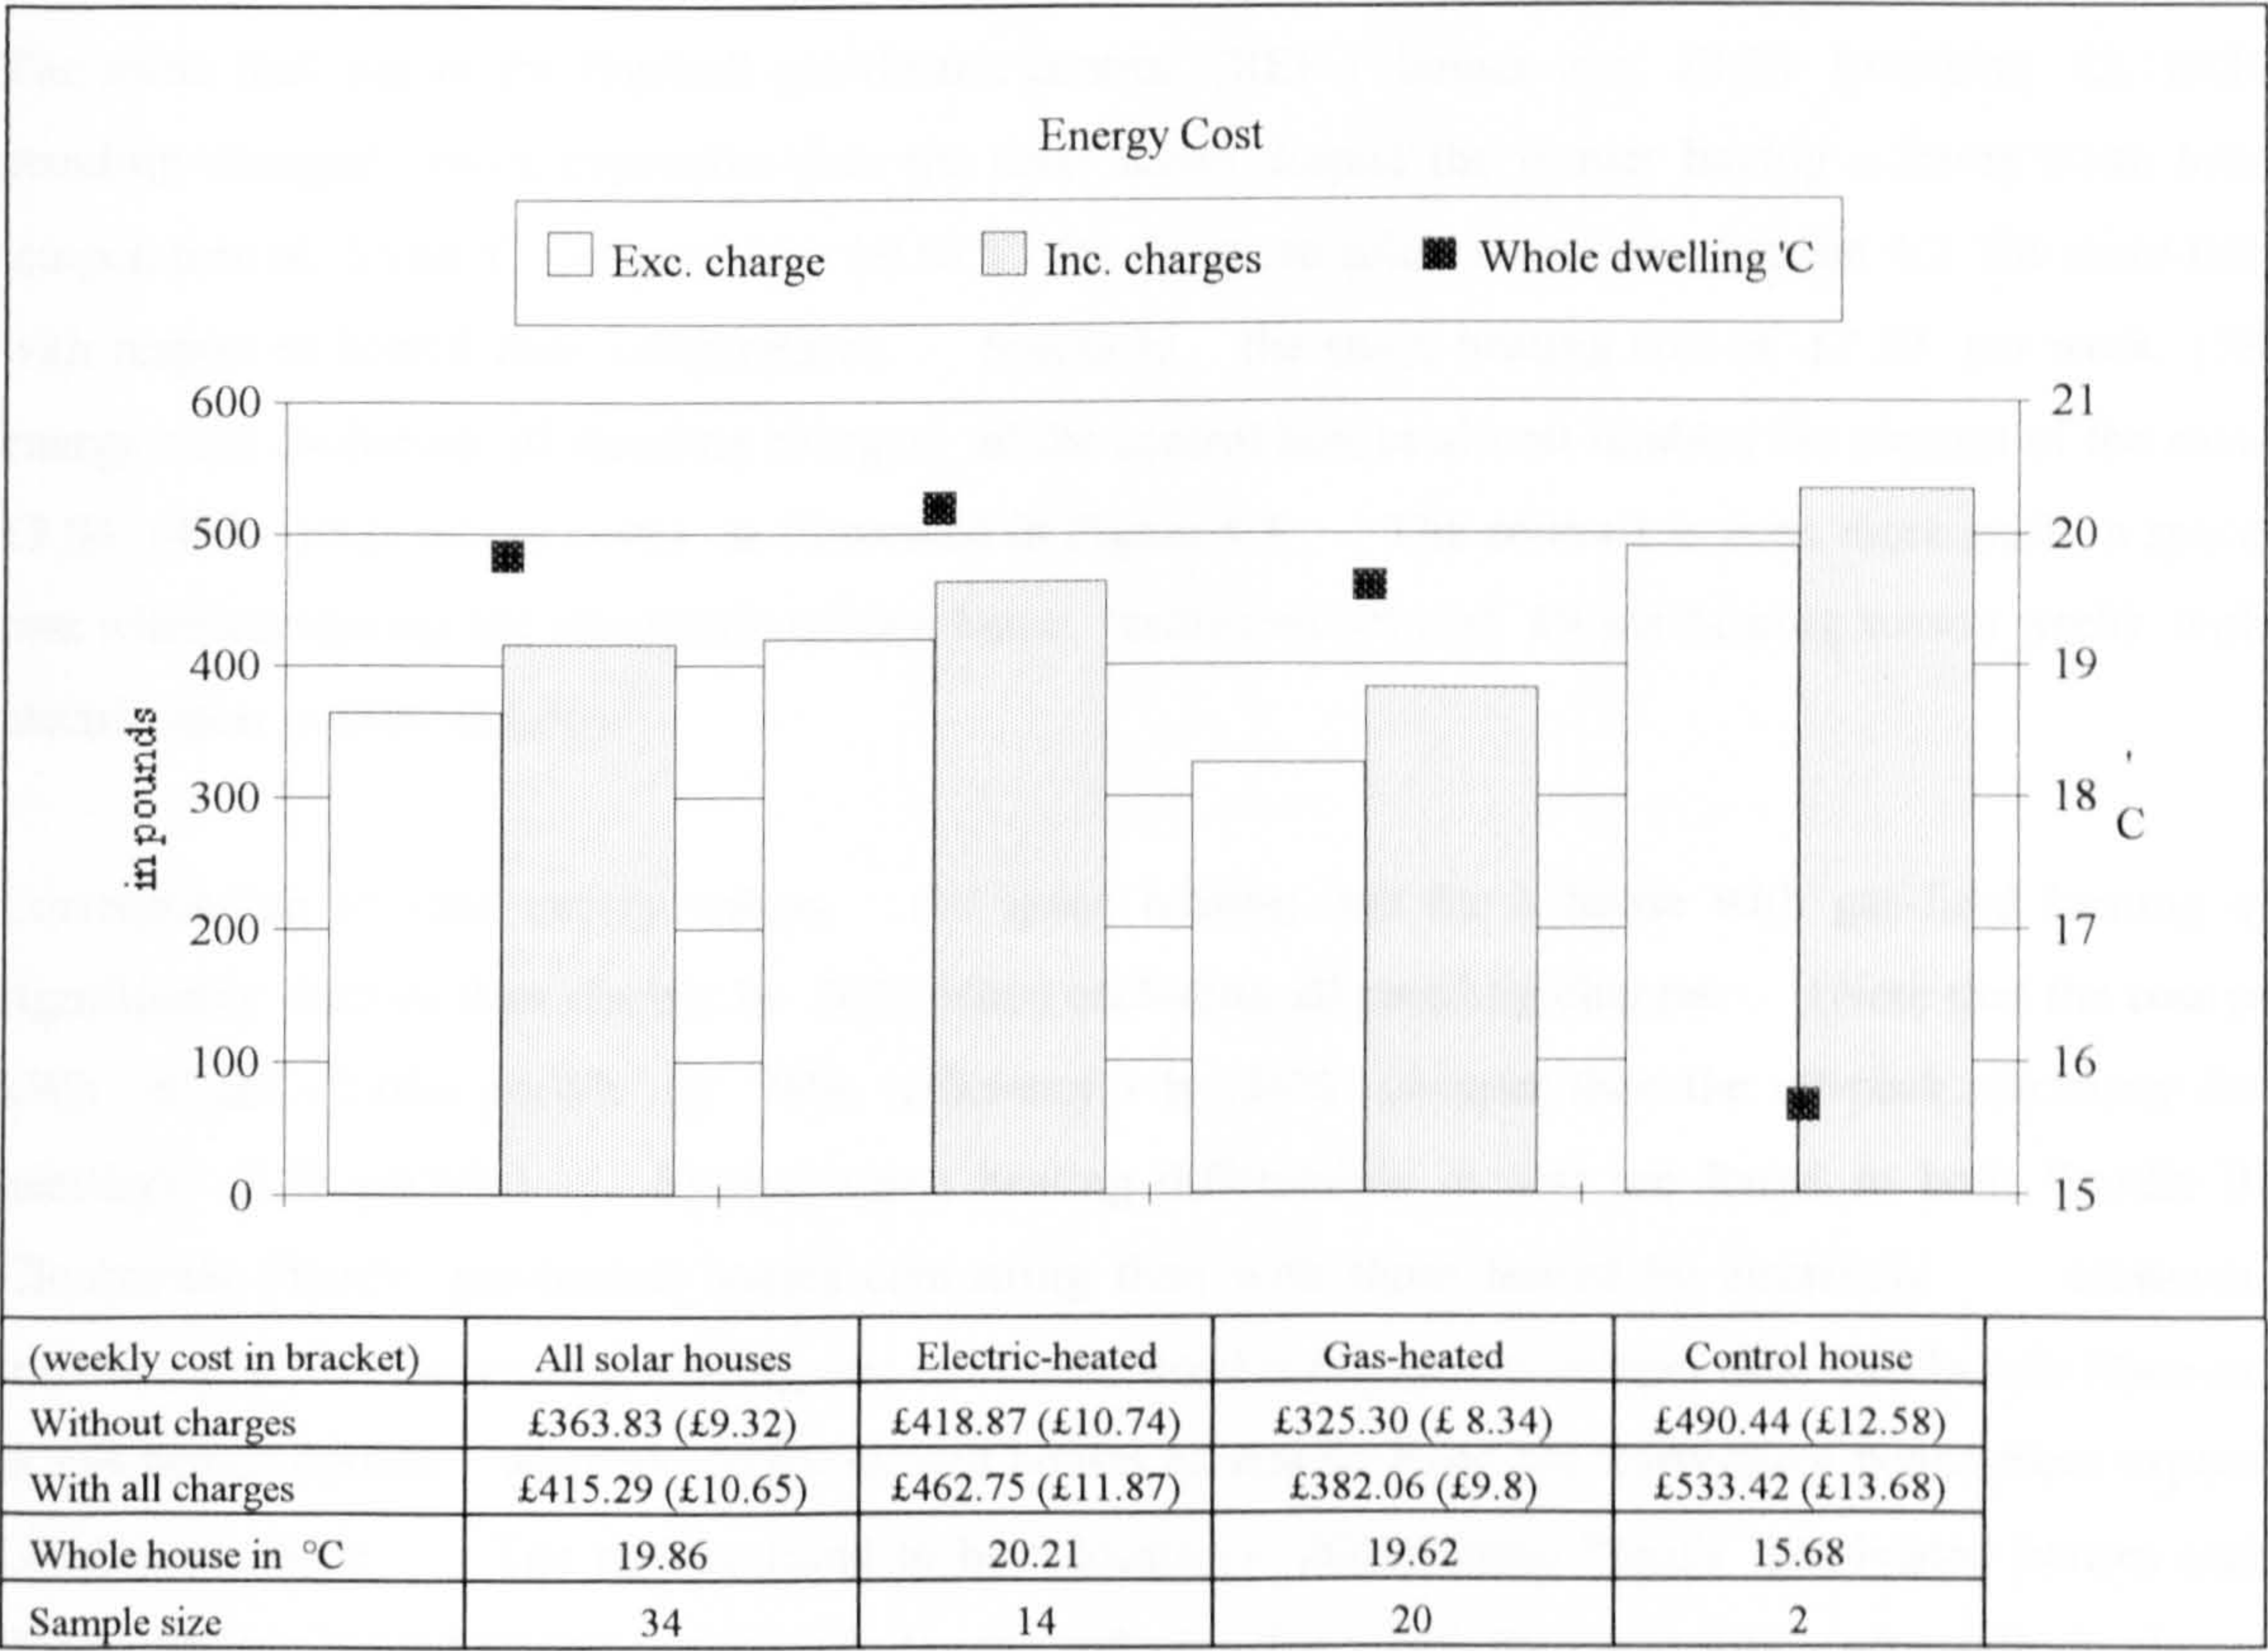 Energy Cost
Exc. charge Inc. charges Whole dwelling 'C
600 21
500 20
400 19
in pounds
300 18
' C
200 17
100 16
0 15
(weekly cost in bracket) All solar houses Electric-heated Gas-heated Control house
Without charges £363.83 (£9.32) £418.87 (£10.74) £325.30 (£ 8.34) £490.44 (£12.58)
With all charges £415.29 (£10.65) £462.75 (£11.87) £382.06 (£9.8) £533.42 (£13.68)
Whole house in °C 19.86 20.21 19.62 15.68
Sample size 34 14 20 2